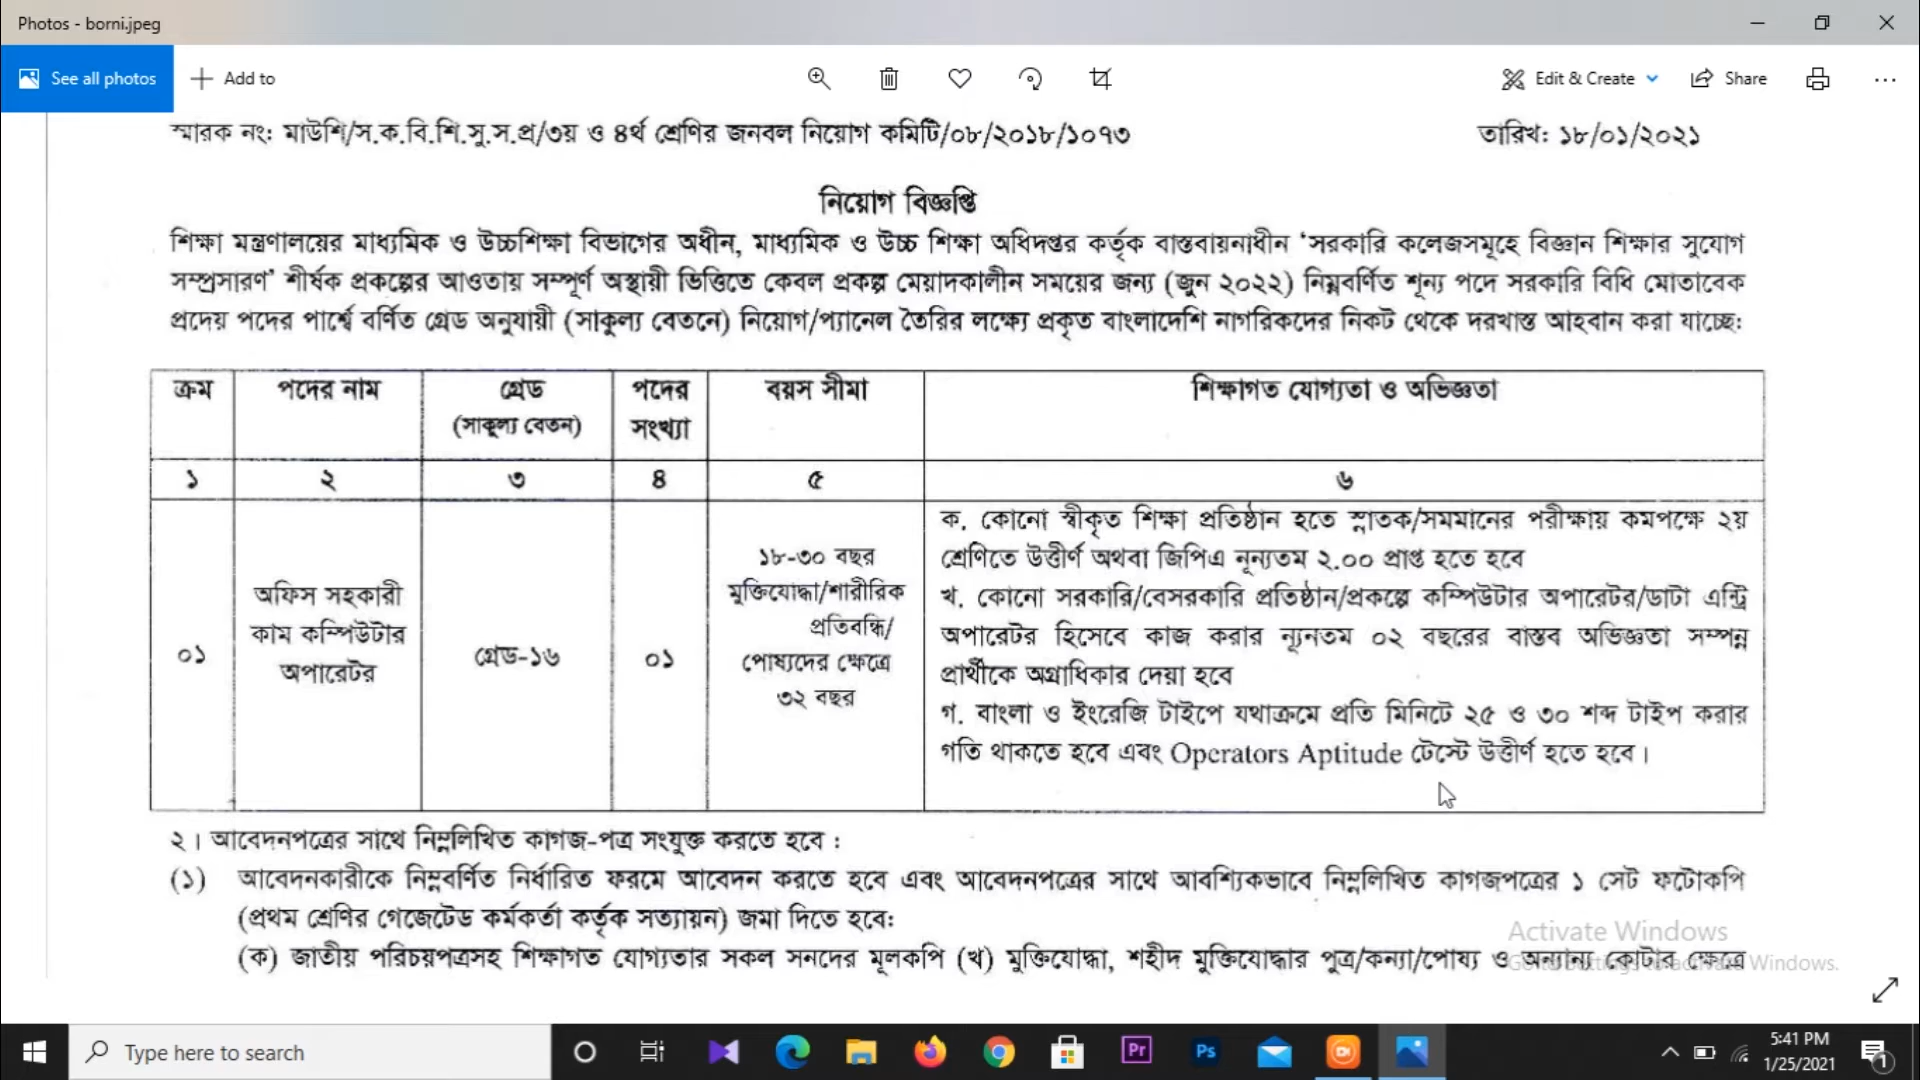 Photos - borni.jpeg
See all photos
Add to
Edit & Create
Share
স্মারক নং: মাউশি/স.ক.বি.শি.সু.স.প্র/৩য় ও ৪র্থ শ্রেণির জনবল নিয়োগ কমিটি/০৮/২০১৮/১০৭৩
তারিখ: ১৮/০১/২০২১
নিয়োগ বিজ্ঞপ্তি
শিক্ষা মন্ত্রণালয়ের মাধ্যমিক ও উচ্চশিক্ষা বিভাগের অধীন, মাধ্যমিক ও উচ্চ শিক্ষা অধিদপ্তর কর্তৃক বাস্তবায়নাধীন ‘সরকারি কলেজসমূহে বিজ্ঞান শিক্ষার সুযোগ
সম্প্রসারণ’ শীর্ষক প্রকল্পের আওতায় সম্পূর্ণ অস্থায়ী ভিত্তিতে কেবল প্রকল্প মেয়াদকালীন সময়ের জন্য (জুন ২০২২) নিম্নবর্ণিত শূন্য পদে সরকারি বিধি মোতাবেক
প্রদেয় পদের পার্শ্বে বর্ণিত গ্রেড অনুযায়ী (সাকুল্য বেতনে) নিয়োগ/প্যানেল তৈরির লক্ষ্যে প্রকৃত বাংলাদেশি নাগরিকদের নিকট থেকে দরখাস্ত আহবান করা যাচ্ছে:
ক্রম
পদের নাম
গ্রেড
(সাকুল্য বেতন)
পদের
সংখ্যা
বয়স সীমা
শিক্ষাগত যোগ্যতা ও অভিজ্ঞতা
১
২
৩
৪
৫
৬
০১
অফিস সহকারী
কাম কম্পিউটার
অপারেটর
গ্রেড-১৬
০১
১৮-৩০ বছর
মুক্তিযোদ্ধা/শারীরিক
প্রতিবন্ধি/
পোষ্যদের ক্ষেত্রে
৩২ বছর
ক. কোনো স্বীকৃত শিক্ষা প্রতিষ্ঠান হতে স্নাতক/সমমানের পরীক্ষায় কমপক্ষে ২য়
শ্রেণিতে উত্তীর্ণ অথবা জিপিএ নূন্যতম ২.০০ প্রাপ্ত হতে হবে
খ. কোনো সরকারি/বেসরকারি প্রতিষ্ঠান/প্রকল্পে কম্পিউটার অপারেটর/ডাটা এন্ট্রি
অপারেটর হিসেবে কাজ করার ন্যূনতম ০২ বছরের বাস্তব অভিজ্ঞতা সম্পন্ন
প্রার্থীকে অগ্রাধিকার দেয়া হবে
গ. বাংলা ও ইংরেজি টাইপে যথাক্রমে প্রতি মিনিটে ২৫ ও ৩০ শব্দ টাইপ করার
গতি থাকতে হবে এবং Operators Aptitude টেস্টে উত্তীর্ণ হতে হবে।
২। আবেদনপত্রের সাথে নিম্নলিখিত কাগজ-পত্র সংযুক্ত করতে হবে :
(১) আবেদনকারীকে নিম্নবর্ণিত নির্ধারিত ফরমে আবেদন করতে হবে এবং আবেদনপত্রের সাথে আবশ্যিকভাবে নিম্নলিখিত কাগজপত্রের ১ সেট ফটোকপি
(প্রথম শ্রেণির গেজেটেড কর্মকর্তা কর্তৃক সত্যায়ন) জমা দিতে হবে:
(ক) জাতীয় পরিচয়পত্রসহ শিক্ষাগত যোগ্যতার সকল সনদের মূলকপি (খ) মুক্তিযোদ্ধা, শহীদ মুক্তিযোদ্ধার পুত্র/কন্যা/পোষ্য ও অন্যান্য কোটার ক্ষেত্রে
Activate Windows
Go to Settings to activate Windows.
Type here to search
Pr
Ps
5:41 PM
1/25/2021
1